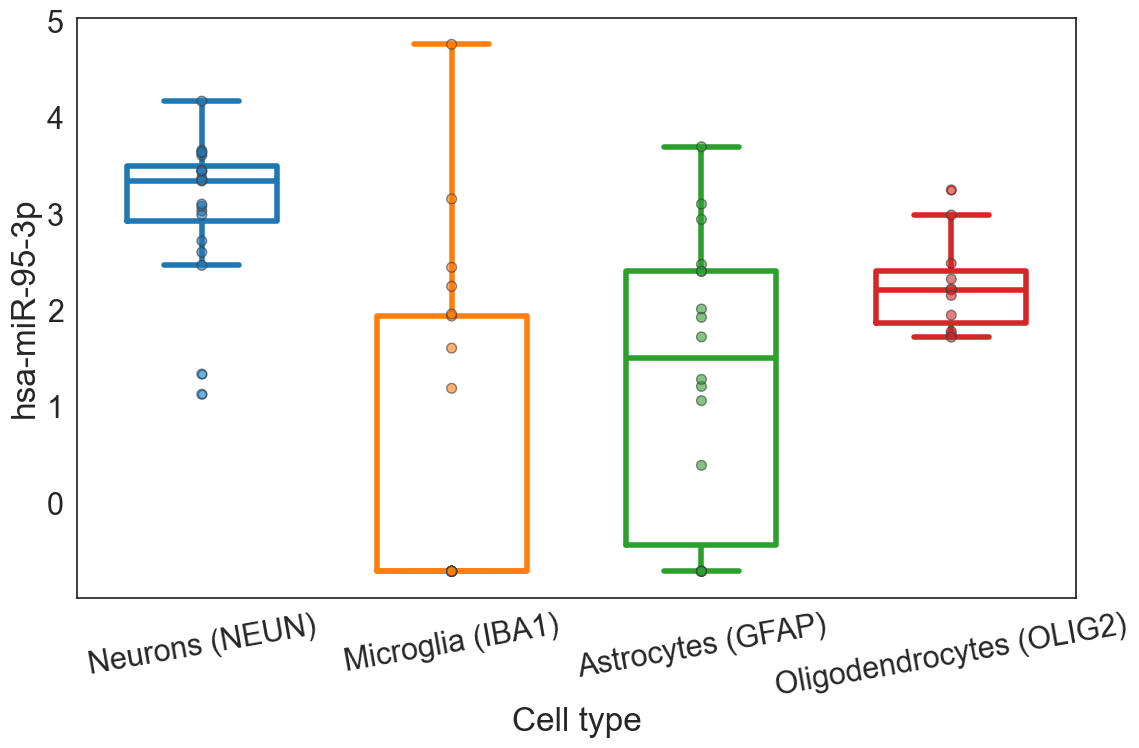 5
4
3
2
1
0
hsa-miR-95-3p
Neurons (NEUN)
Microglia (IBA1)
Astrocytes (GFAP)
Oligodendrocytes (OLIG2)
Cell type